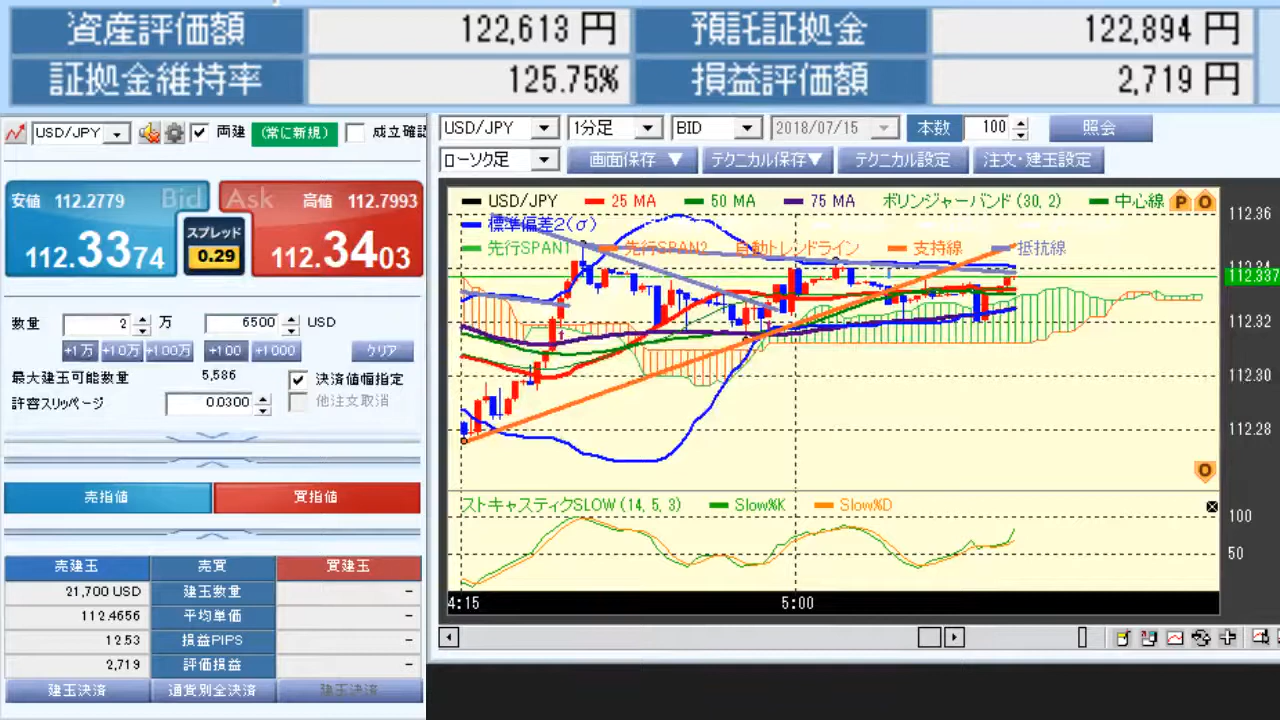 資産評価額 122,613 円 預託証拠金 122,894 円
証拠金維持率 125.75% 損益評価額 2,719 円
USD/JPY 両建 (常に新規) 成立確認
安値 112.2779 Bid Ask 高値 112.7993
112.3374 スプレッド 0.29 112.3403
数量 2 万 6500 USD
+1万 +10万 +100万 +100 +1000 クリア
最大建玉可能数量 5,586 決済値幅指定
許容スリッページ 0.0300 他注文取消
売指値 買指値
売建玉 売買 買建玉
21,700 USD 建玉数量 -
112.4656 平均単価 -
12.53 損益PIPS -
2,719 評価損益 -
建玉決済 通貨別全決済 建玉決済
USD/JPY 1分足 BID 2018/07/15 本数 100 照会
ローソク足 画面保存 ▼ テクニカル保存▼ テクニカル設定 注文・建玉設定
USD/JPY 25 MA 50 MA 75 MA ボリンジャーバンド (30, 2) 中心線 P O
標準偏差2(σ)
先行SPAN1 先行SPAN2 自動トレンドライン 支持線 抵抗線
112.36
112.34
112.337
112.32
112.30
112.28
O
ストキャスティクSLOW (14, 5, 3) Slow%K Slow%D
100
50
4:15 5:00